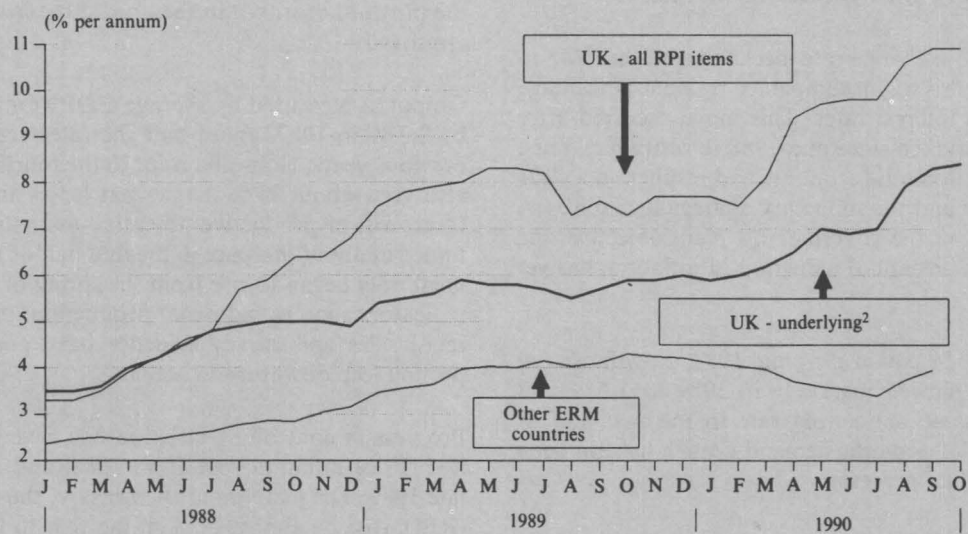 (% per annum)
11
10
9
8
7
6
5
4
3
2
UK - all RPI items
UK - underlying²
Other ERM
countries
J F M A M J J A S O N D J F M A M J J A S O N D J F M A M J J A S O
1988 1989 1990